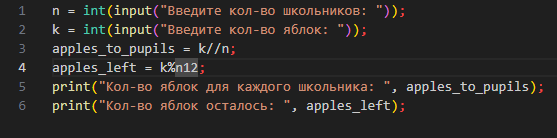 1 n = int(input("Введите кол-во школьников: "));
2 k = int(input("Введите кол-во яблок: "));
3 apples_to_pupils = k//n;
4 apples_left = k%n12;
5 print("Кол-во яблок для каждого школьника: ", apples_to_pupils);
6 print("Кол-во яблок осталось: ", apples_left);